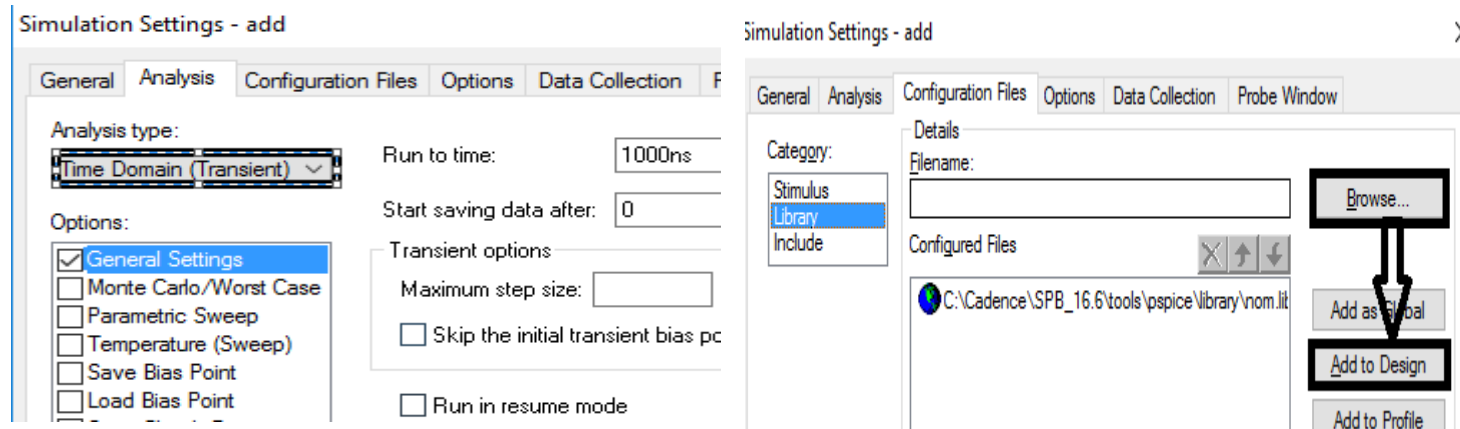 Simulation Settings - add
General Analysis Configuration Files Options Data Collection
Analysis type:
Time Domain (Transient)
Options:
General Settings
Monte Carlo/Worst Case
Parametric Sweep
Temperature (Sweep)
Save Bias Point
Load Bias Point
Run to time: 1000ns
Start saving data after: 0
Transient options
Maximum step size:
Skip the initial transient bias po
Run in resume mode
Simulation Settings - add
General Analysis Configuration Files Options Data Collection Probe Window
Category:
Stimulus
Library
Include
Details
Filename:
Configured Files
C:\Cadence\SPB_16.6\tools\pspice\library\nom.lib
Browse...
Add as Global
Add to Design
Add to Profile